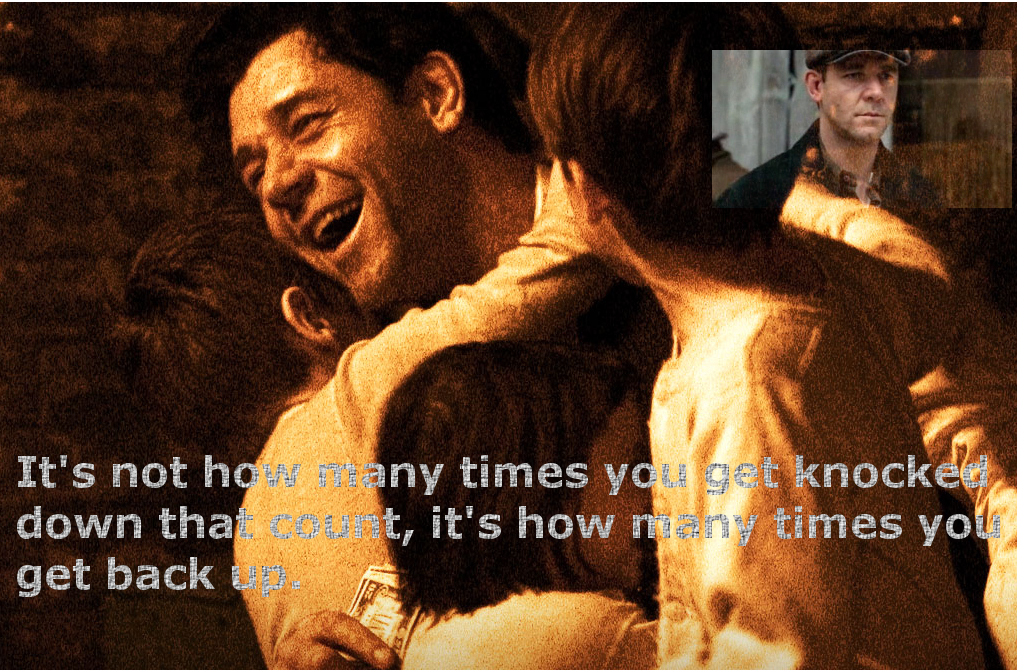 It's not how many times you get knocked
down that count, it's how many times you
get back up.